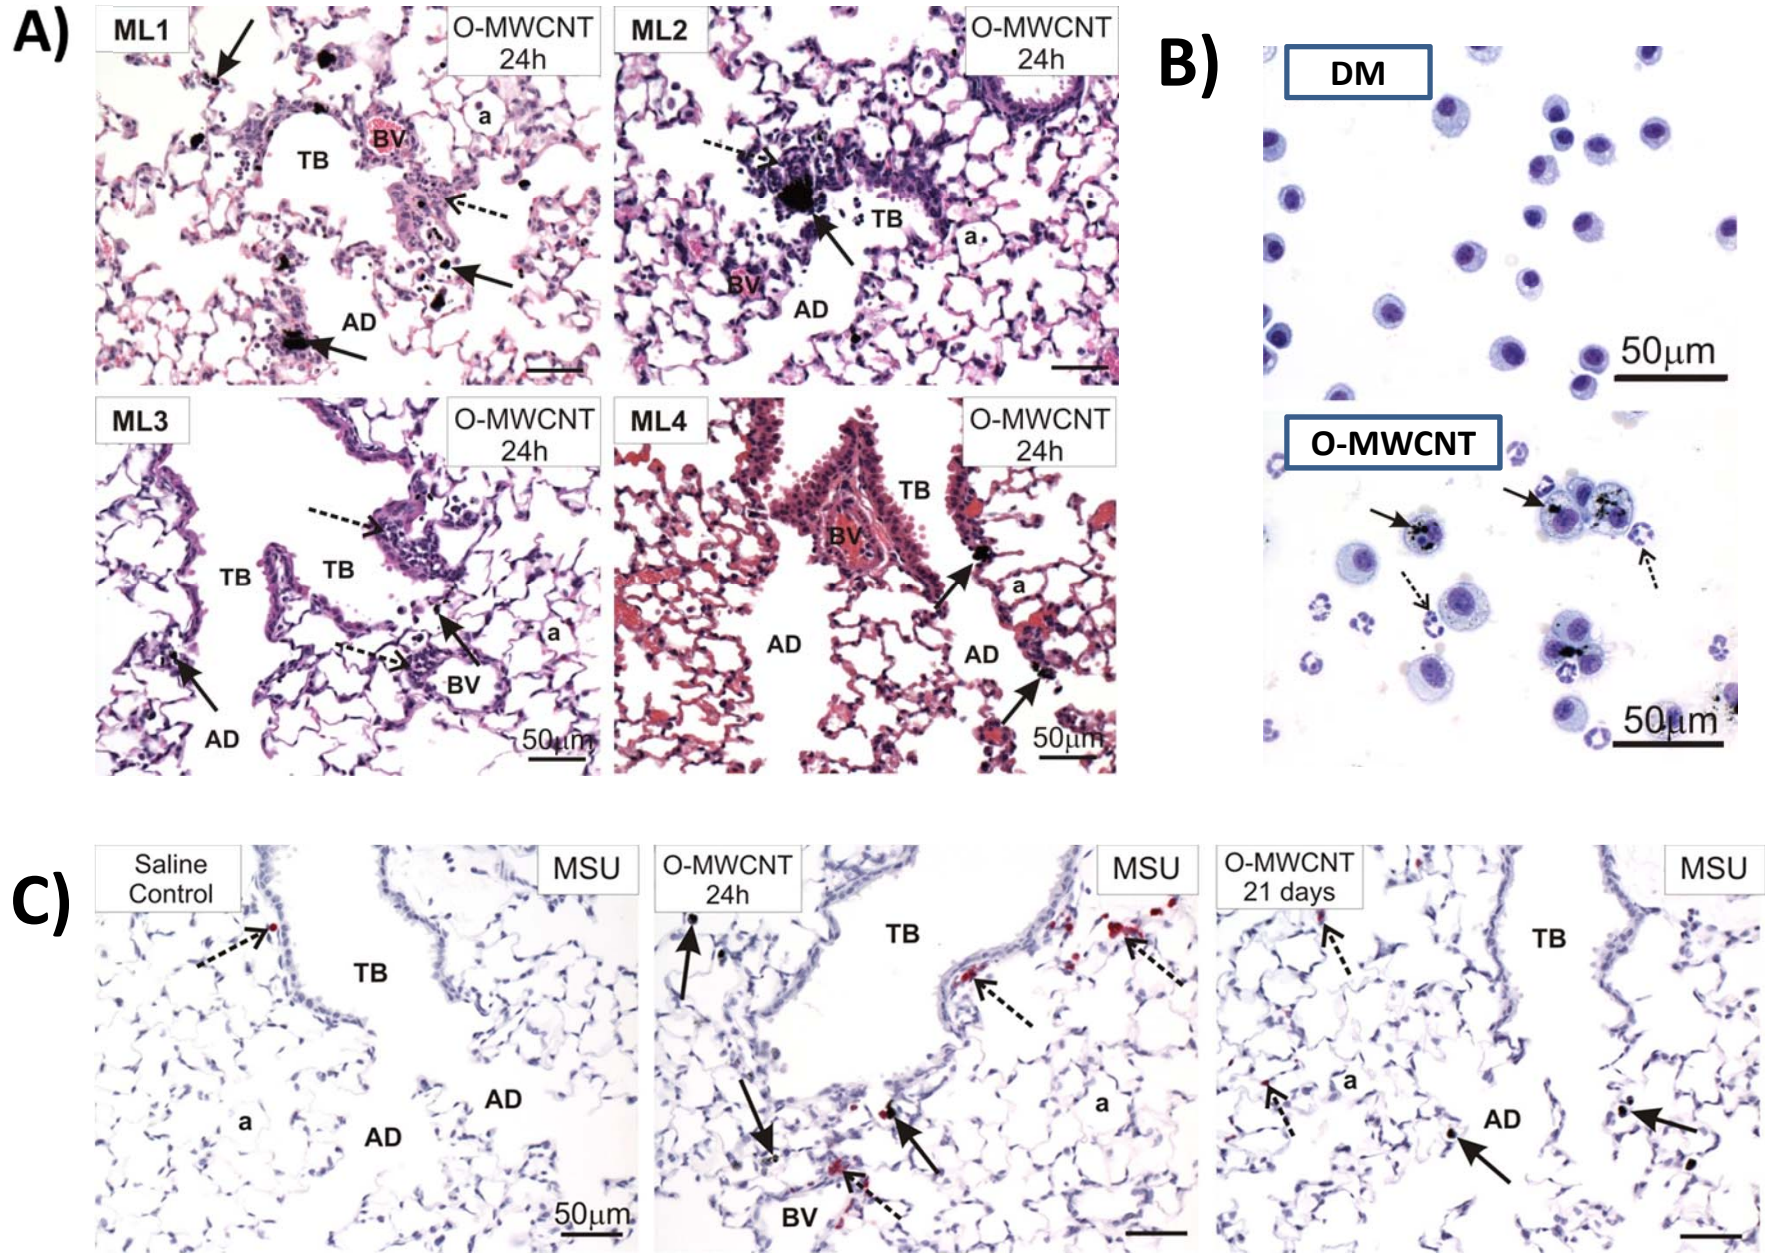 A)
ML1
O-MWCNT
24h
a
BV
TB
AD
ML2
O-MWCNT
24h
TB
a
BV
AD
ML3
O-MWCNT
24h
TB
TB
a
BV
AD
50µm
ML4
O-MWCNT
24h
TB
BV
a
AD
AD
50µm
B)
DM
50µm
O-MWCNT
50µm
C)
Saline
Control
MSU
TB
AD
a
AD
50µm
O-MWCNT
24h
MSU
TB
a
BV
O-MWCNT
21 days
MSU
TB
a
AD